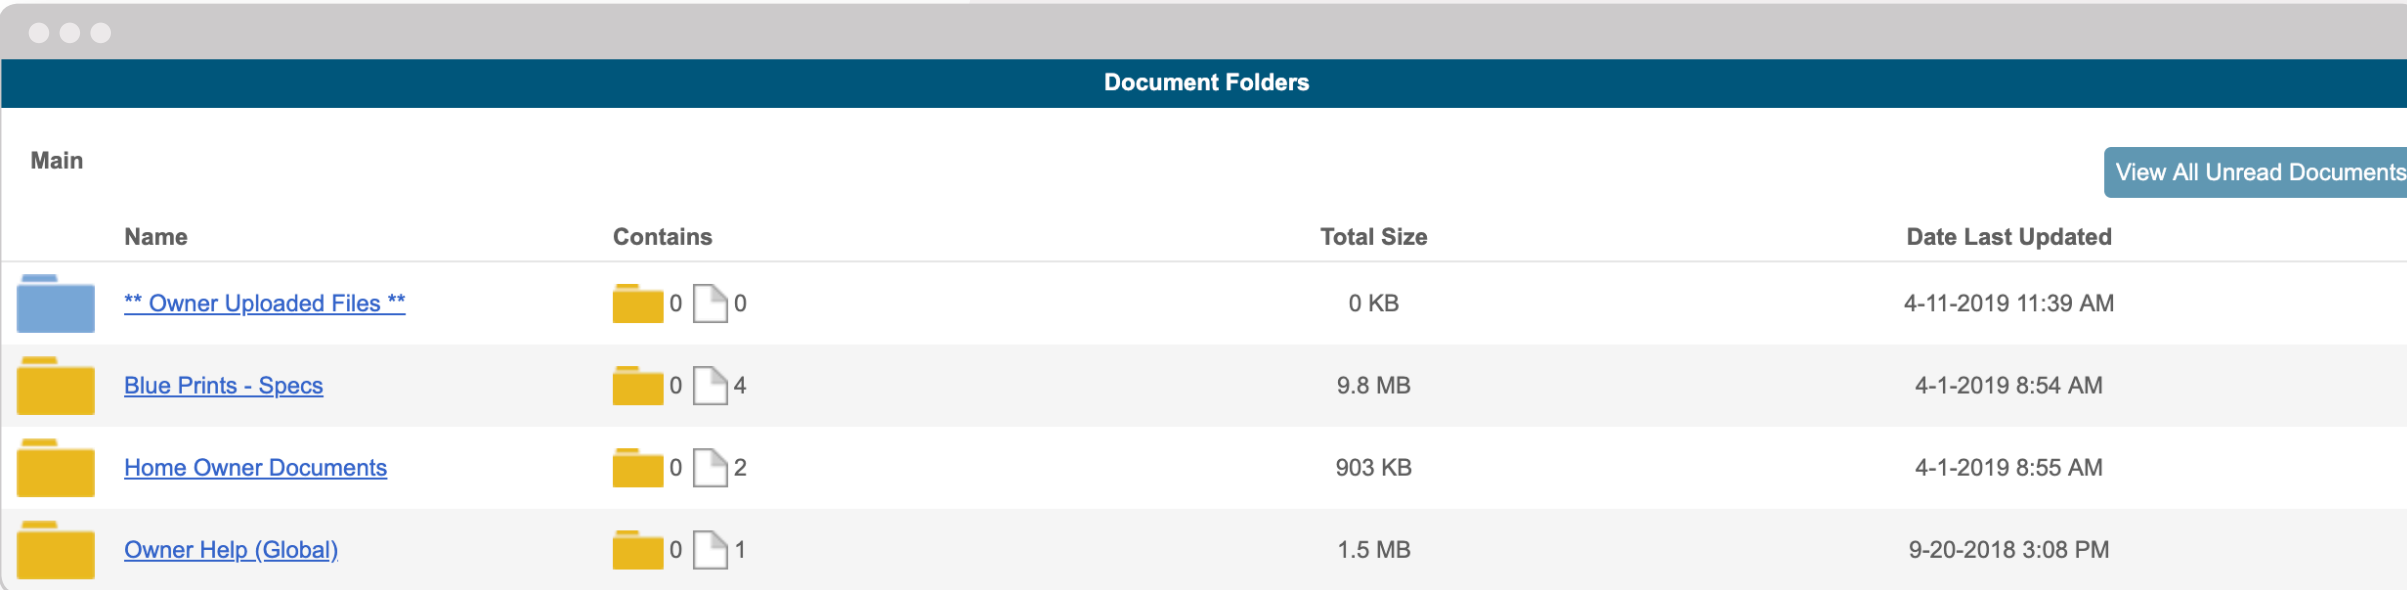 Document Folders
Main
View All Unread Documents
Name Contains Total Size Date Last Updated
** Owner Uploaded Files ** 0 0 0 KB 4-11-2019 11:39 AM
Blue Prints - Specs 0 4 9.8 MB 4-1-2019 8:54 AM
Home Owner Documents 0 2 903 KB 4-1-2019 8:55 AM
Owner Help (Global) 0 1 1.5 MB 9-20-2018 3:08 PM